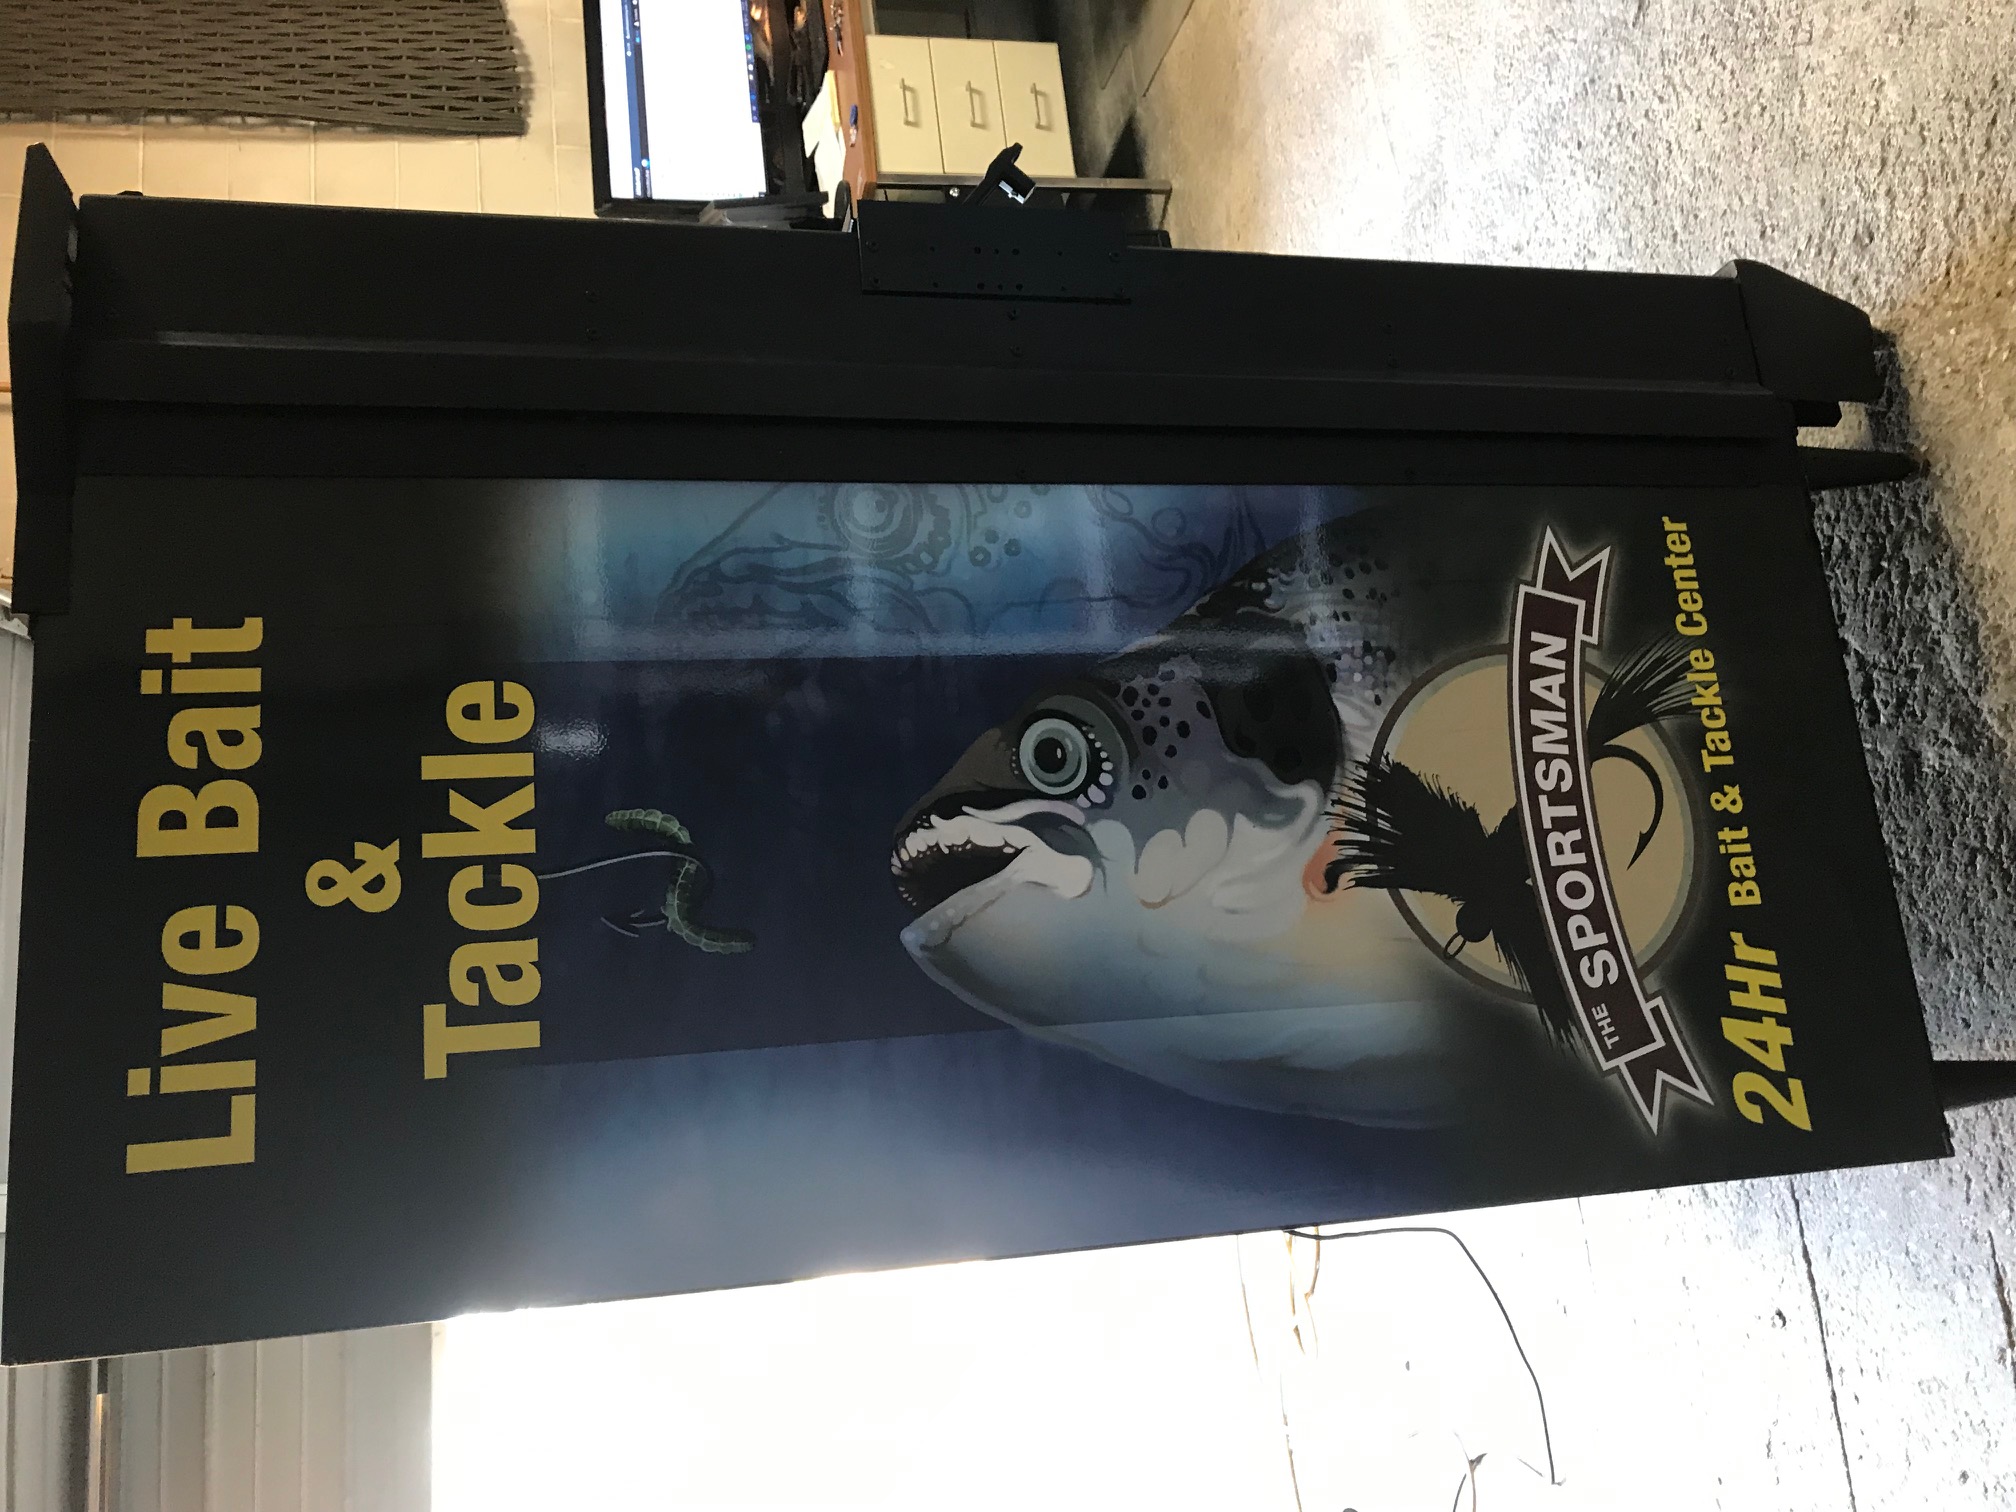 Live Bait
&
Tackle
THE SPORTSMAN
24Hr Bait & Tackle Center